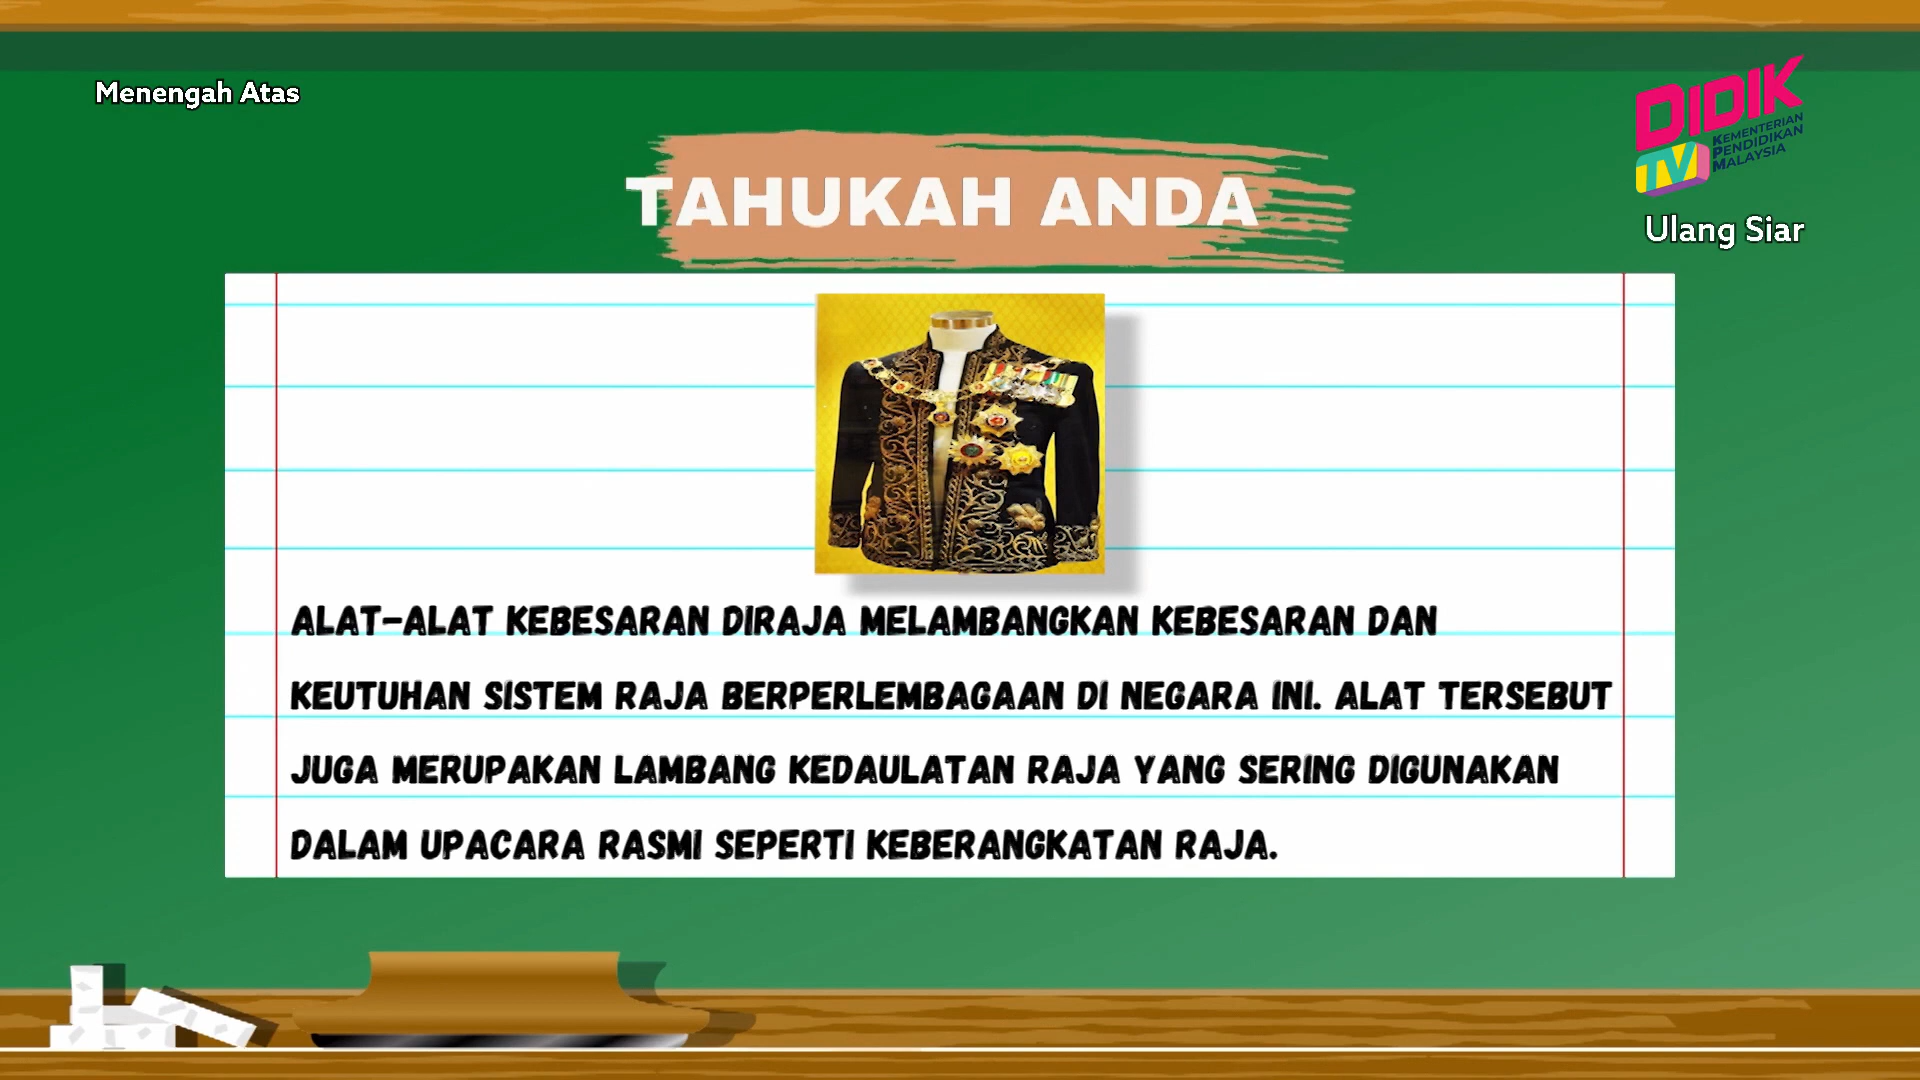 Menengah Atas
DIDIK
TV
KEMENTERIAN
PENDIDIKAN
MALAYSIA
Ulang Siar
TAHUKAH ANDA
ALAT-ALAT KEBESARAN DIRAJA MELAMBANGKAN KEBESARAN DAN
KEUTUHAN SISTEM RAJA BERPERLEMBAGAAN DI NEGARA INI. ALAT TERSEBUT
JUGA MERUPAKAN LAMBANG KEDAULATAN RAJA YANG SERING DIGUNAKAN
DALAM UPACARA RASMI SEPERTI KEBERANGKATAN RAJA.